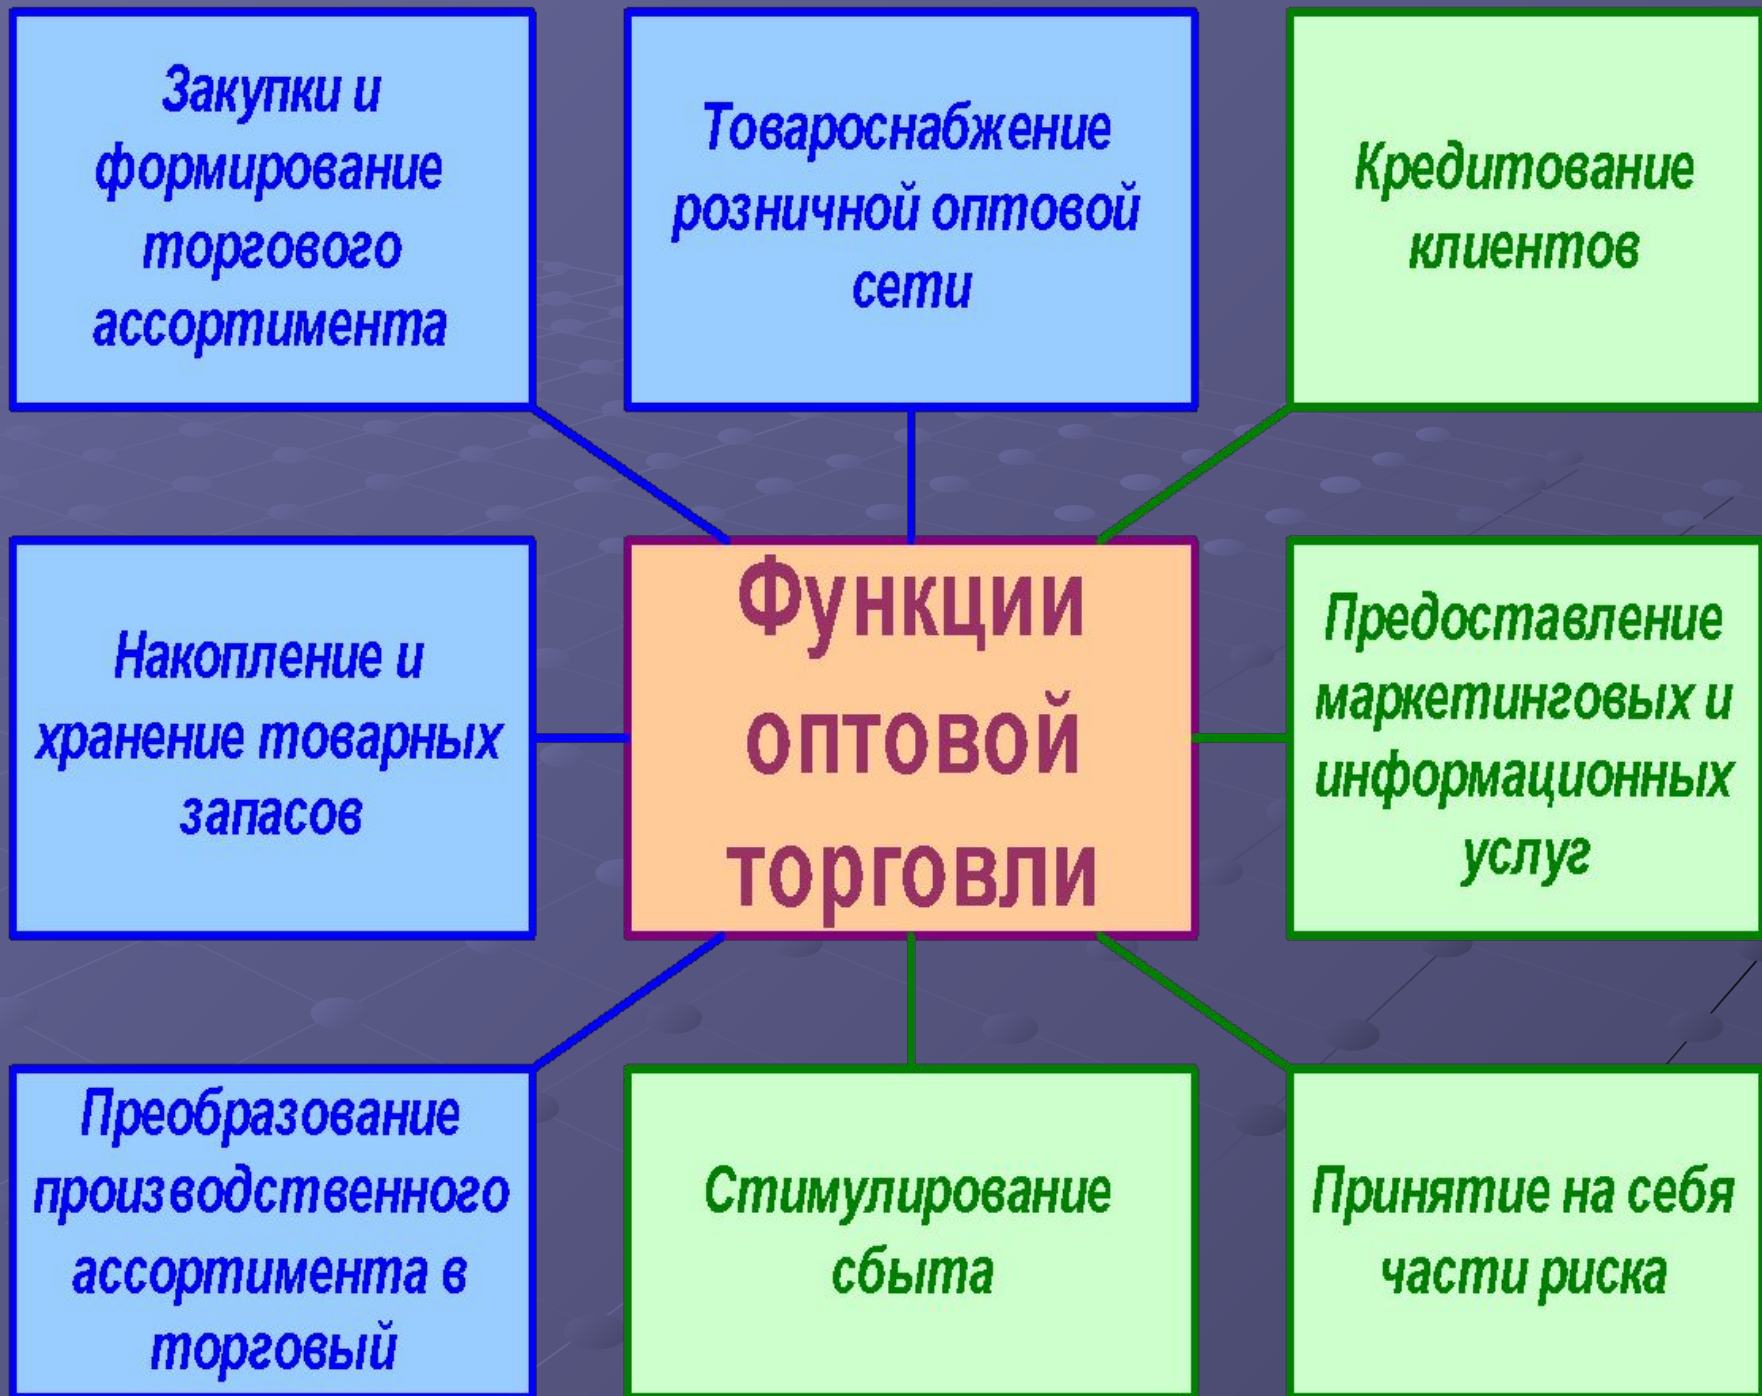 Закупки и
формирование
торгового
ассортимента
Товароснабжение
розничной оптовой
сети
Кредитование
клиентов
Накопление и
хранение товарных
запасов
Функции
оптовой
торговли
Предоставление
маркетинговых и
информационных
услуг
Преобразование
производственного
ассортимента в
торговый
Стимулирование
сбыта
Принятие на себя
части риска